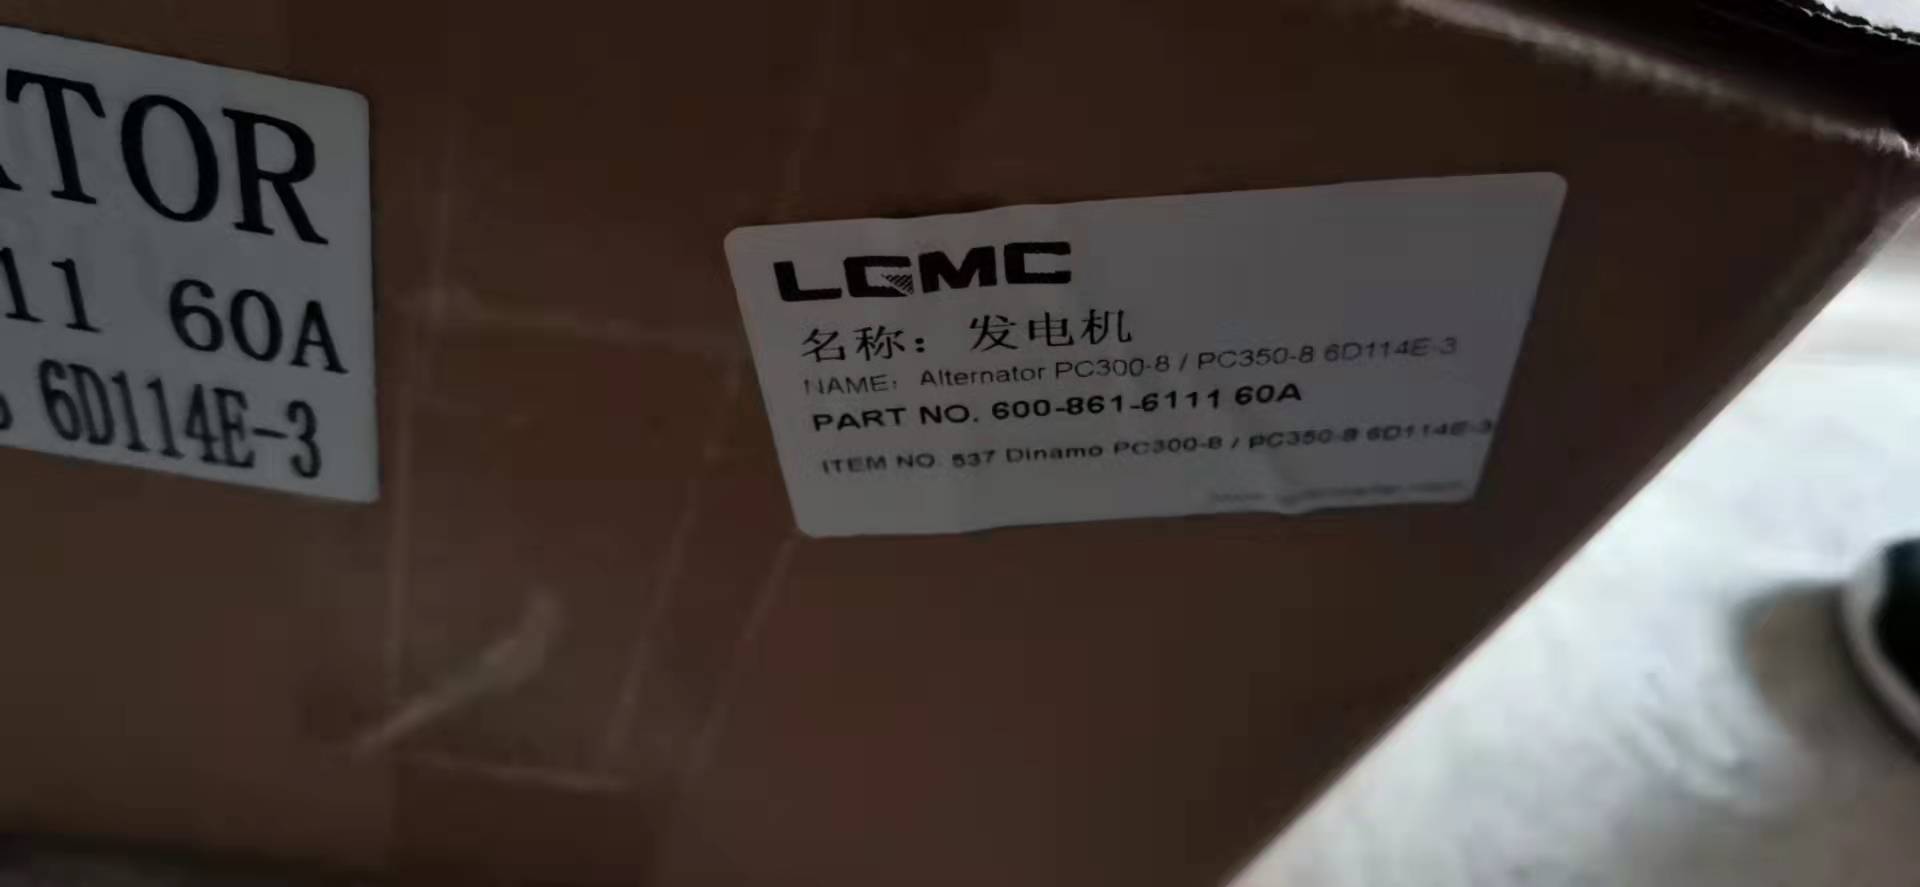 TOR
11 60A
6D114E-3
LGMC
名称：发电机
NAME: Alternator PC300-8 / PC350-8 6D114E-3
PART NO. 600-861-6111 60A
ITEM NO. 537 Dinamo PC300-8 / PC350-8 6D114E-3